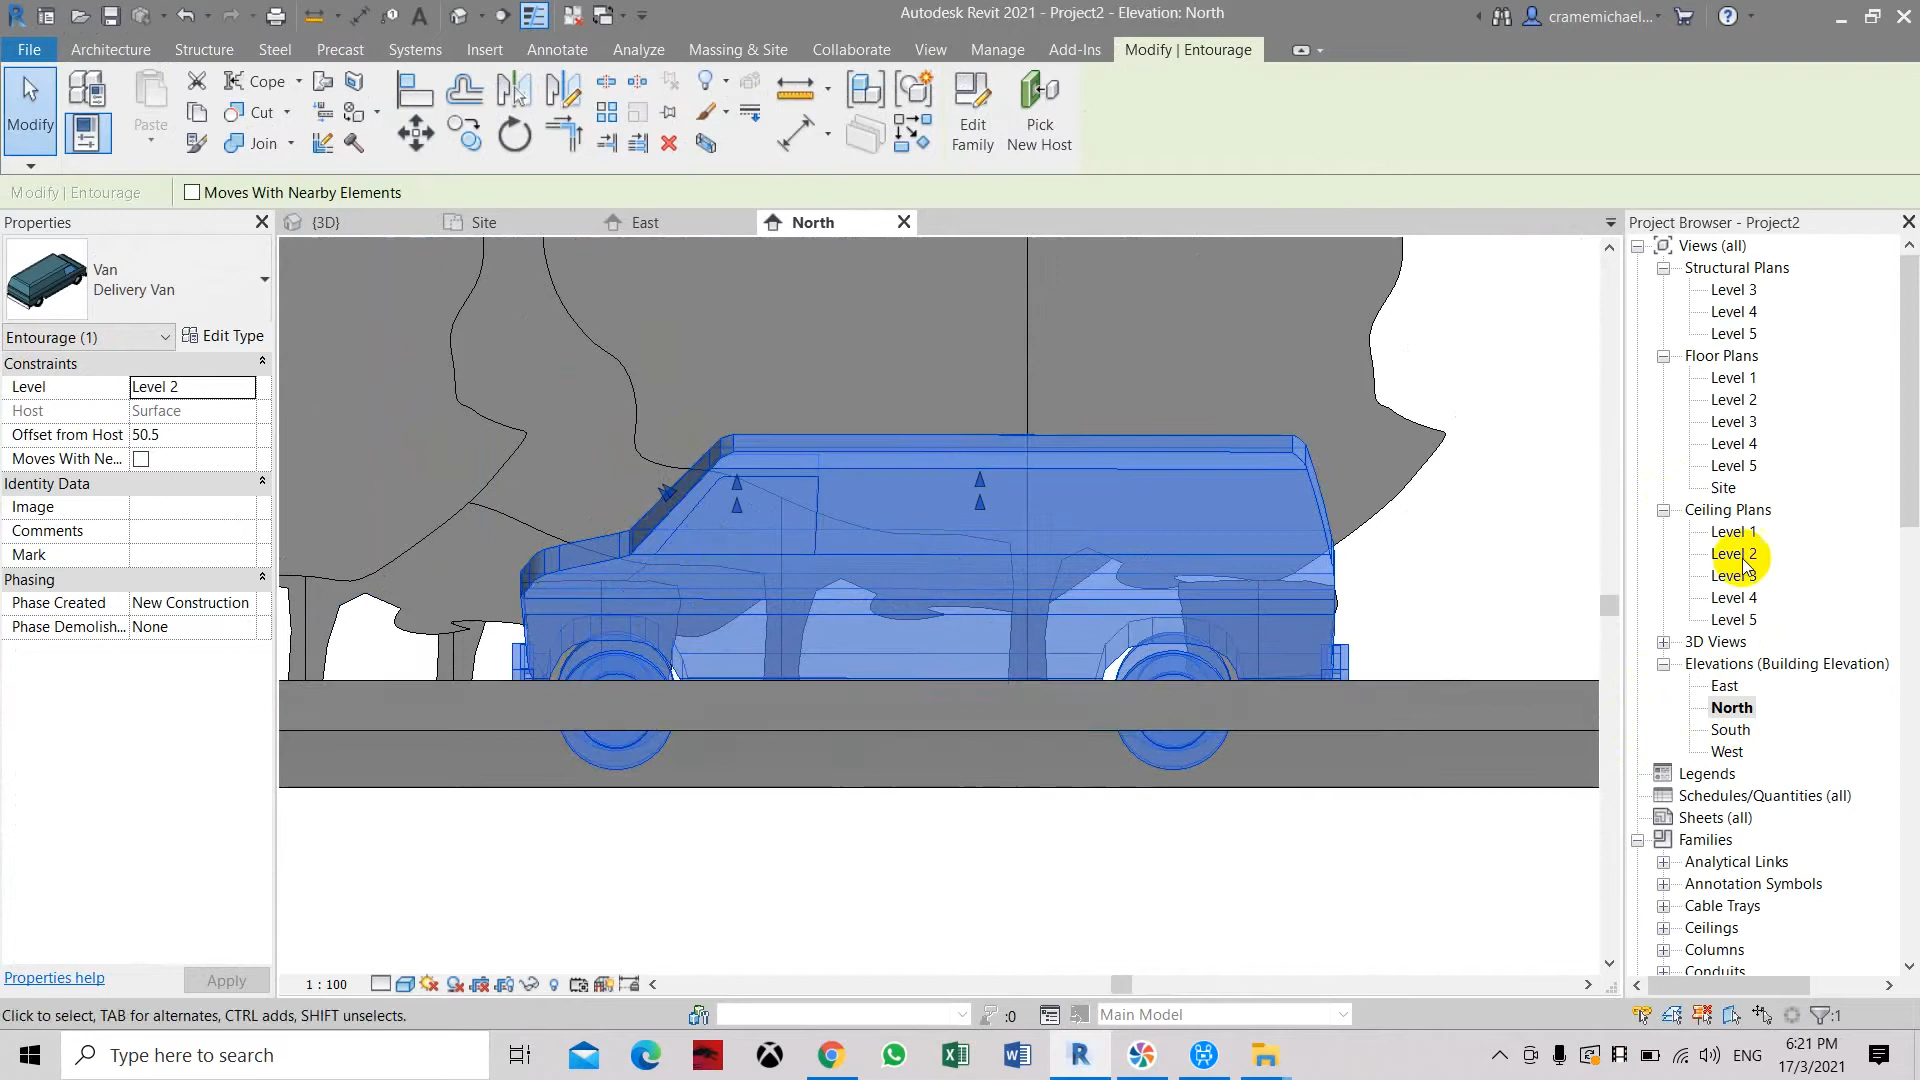 Autodesk Revit 2021 - Project2 - Elevation: North
cramemichael...
File Architecture Structure Steel Precast Systems Insert Annotate Analyze Massing & Site Collaborate View Manage Add-Ins Modify | Entourage
Modify
Paste
Cope
Cut
Join
Edit
Family
Pick
New Host
Modify | Entourage
Moves With Nearby Elements
Properties
{3D}
Site
East
North
Project Browser - Project2
Van
Delivery Van
Entourage (1)
Edit Type
Constraints
Level Level 2
Host Surface
Offset from Host 50.5
Moves With Ne...
Identity Data
Image
Comments
Mark
Phasing
Phase Created New Construction
Phase Demolish... None
Properties help
Apply
Views (all)
Structural Plans
Level 3
Level 4
Level 5
Floor Plans
Level 1
Level 2
Level 3
Level 4
Level 5
Site
Ceiling Plans
Level 1
Level 2
Level 3
Level 4
Level 5
3D Views
Elevations (Building Elevation)
East
North
South
West
Legends
Schedules/Quantities (all)
Sheets (all)
Families
Analytical Links
Annotation Symbols
Cable Trays
Ceilings
Columns
Conduits
1 : 100
Click to select, TAB for alternates, CTRL adds, SHIFT unselects.
:0
Main Model
:1
Type here to search
ENG
6:21 PM
17/3/2021